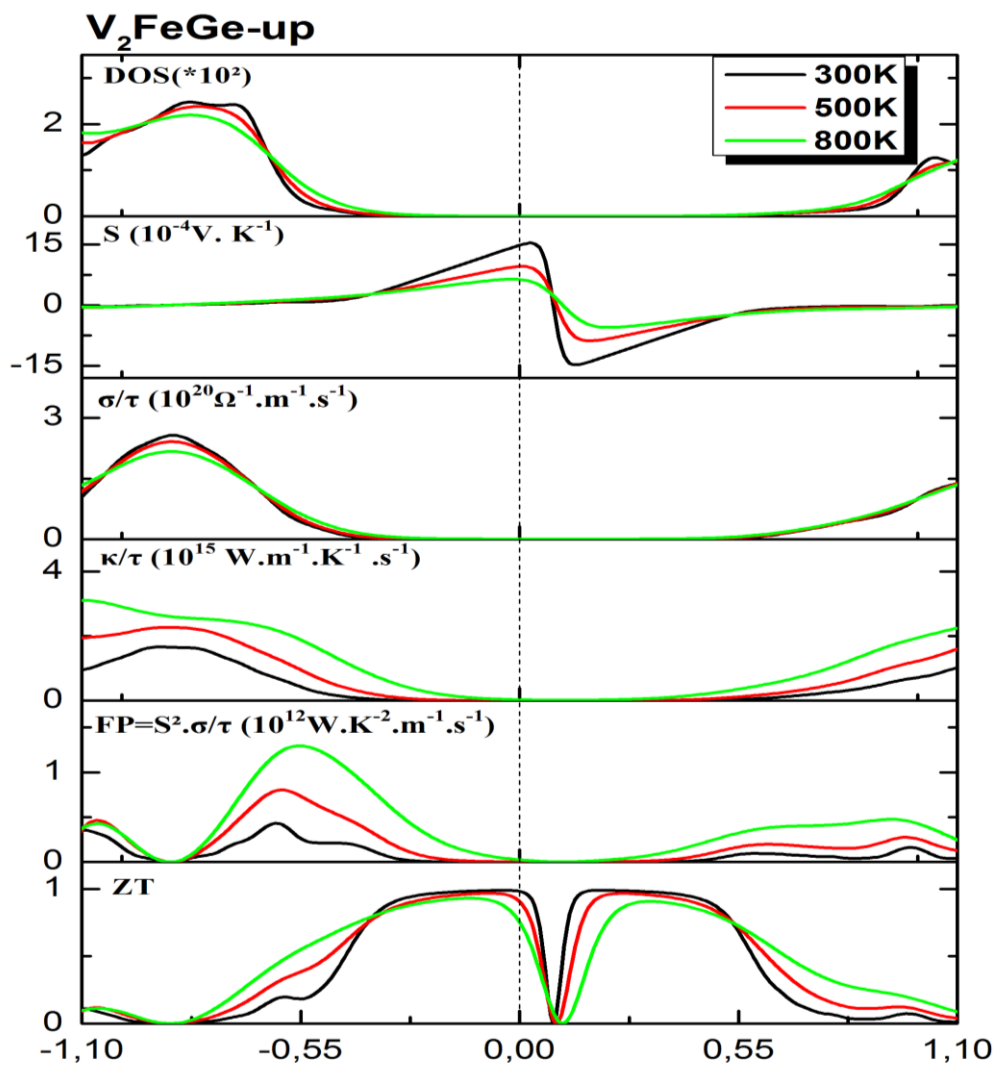 V₂FeGe-up
DOS(*10²)
300K
500K
800K
2
0
S (10⁻⁴V. K⁻¹)
15
0
-15
σ/τ (10²⁰Ω⁻¹.m⁻¹.s⁻¹)
3
0
κ/τ (10¹⁵ W.m⁻¹.K⁻¹ .s⁻¹)
4
0
FP=S².σ/τ (10¹²W.K⁻².m⁻¹.s⁻¹)
1
0
ZT
1
0
-1,10 -0,55 0,00 0,55 1,10